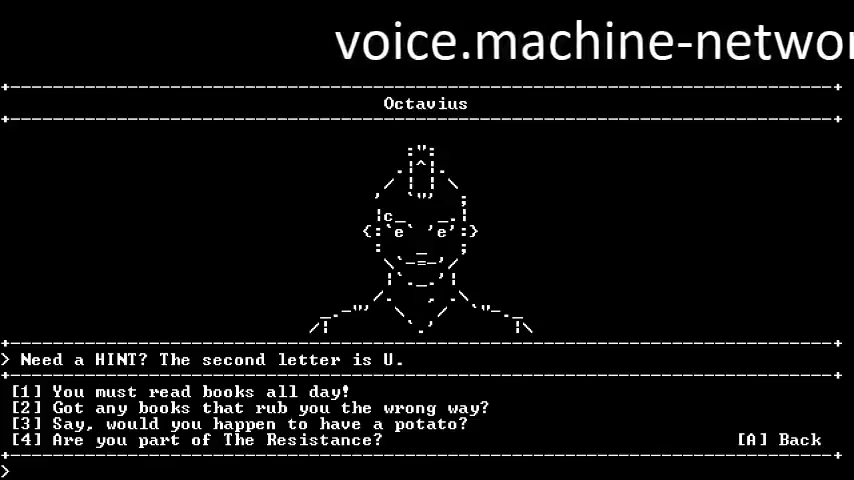 voice.machine-networ
Octavius
> Need a HINT? The second letter is U.
[1] You must read books all day!
[2] Got any books that rub you the wrong way?
[3] Say, would you happen to have a potato?
[4] Are you part of The Resistance? [A] Back
>